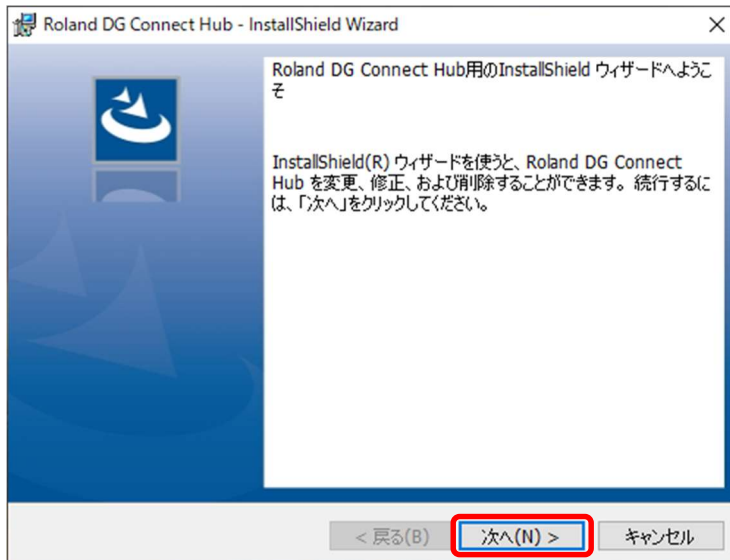 Roland DG Connect Hub - InstallShield Wizard
Roland DG Connect Hub用のInstallShield ウィザードへようこ
そ
InstallShield(R) ウィザードを使うと、Roland DG Connect
Hub を変更、修正、および削除することができます。続行するに
は、「次へ」をクリックしてください。
< 戻る(B)
次へ(N) >
キャンセル